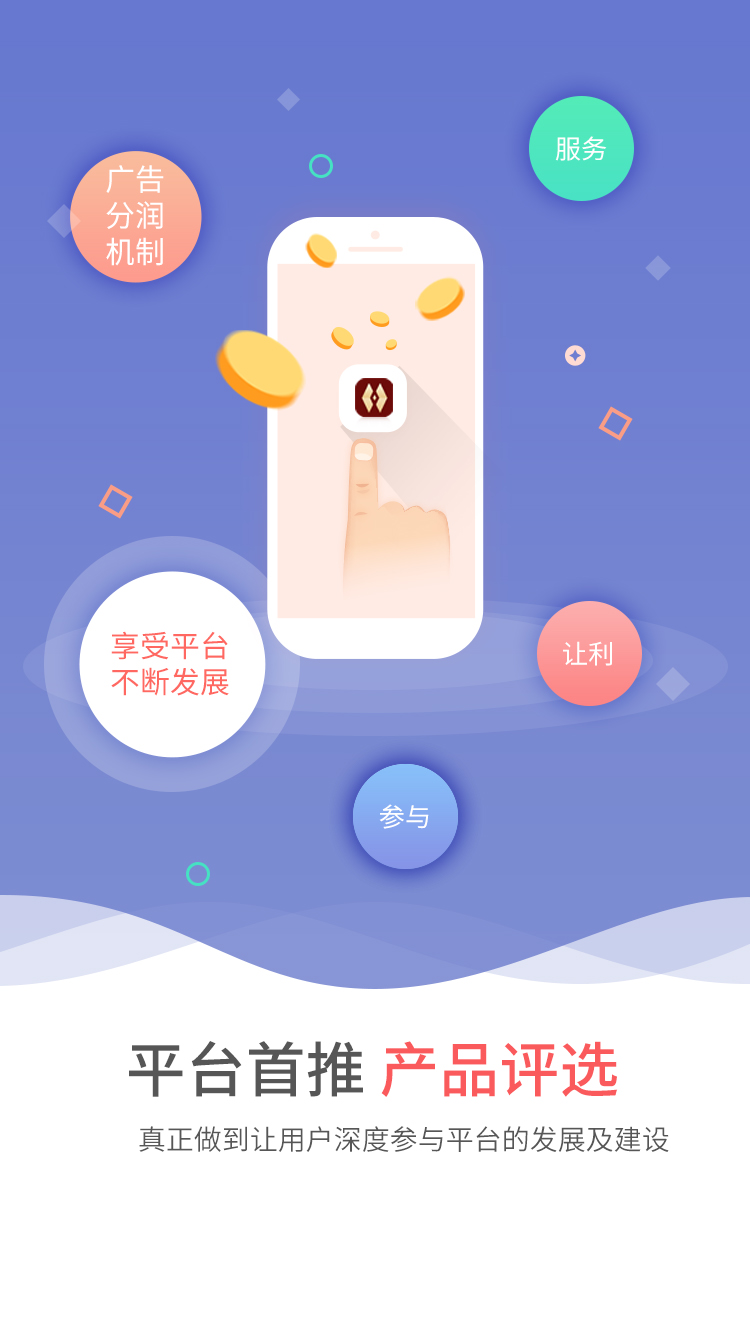 服务
广告
分润
机制
享受平台
不断发展
让利
参与
平台首推 产品评选
真正做到让用户深度参与平台的发展及建设